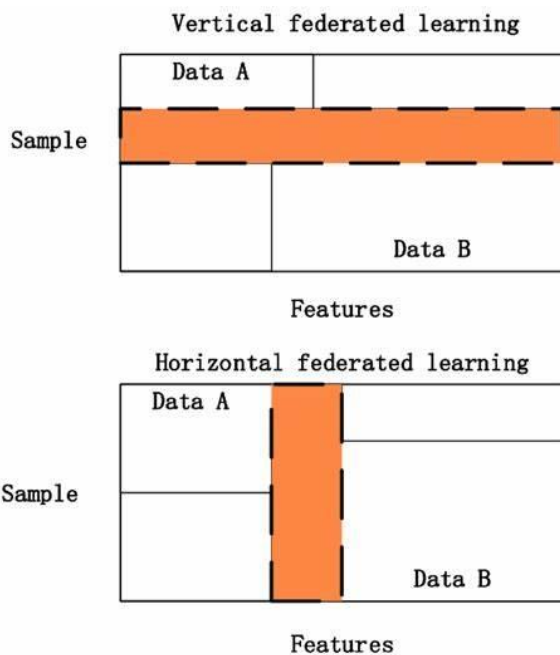 Vertical federated learning
Data A
Sample
Data B
Features
Horizontal federated learning
Data A
Sample
Data B
Features